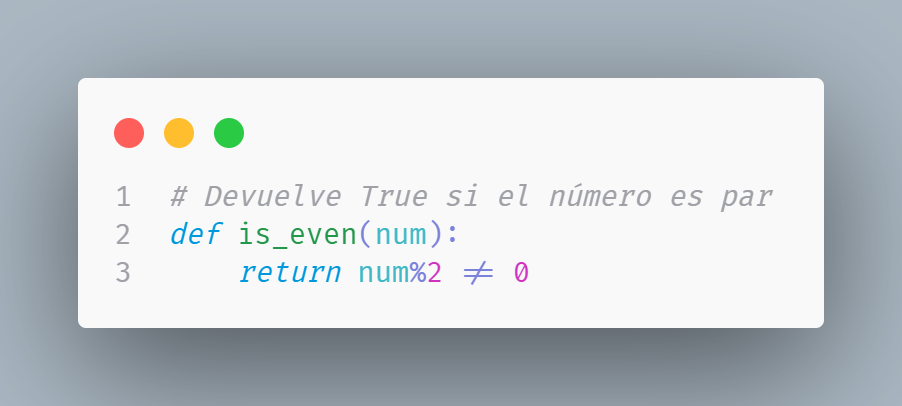 1 # Devuelve True si el número es par
2 def is_even(num):
3     return num%2 != 0